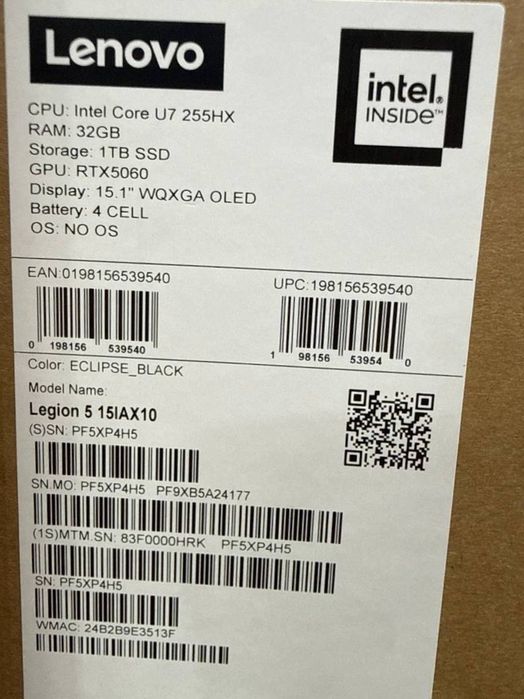 Lenovo
intel.
INSIDE™
CPU: Intel Core U7 255HX
RAM: 32GB
Storage: 1TB SSD
GPU: RTX5060
Display: 15.1" WQXGA OLED
Battery: 4 CELL
OS: NO OS
EAN:0198156539540
0 198156 539540
UPC:198156539540
1 98156 53954 0
Color: ECLIPSE_BLACK
Model Name:
Legion 5 15IAX10
(S)SN: PF5XP4H5
SN.MO: PF5XP4H5 PF9XB5A24177
(1S)MTM.SN: 83F0000HRK PF5XP4H5
SN: PF5XP4H5
WMAC: 24B2B9E3513F